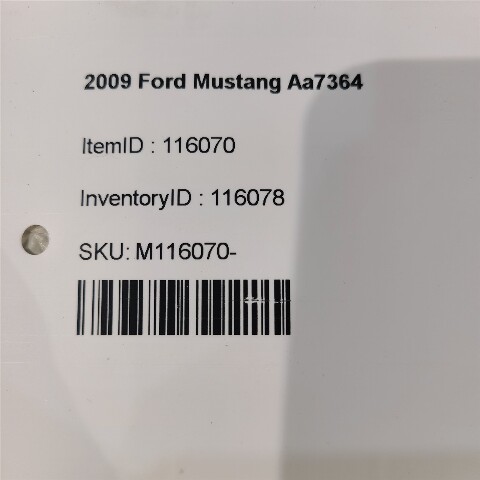 2009 Ford Mustang Aa7364
ItemID : 116070
InventoryID : 116078
SKU: M116070-